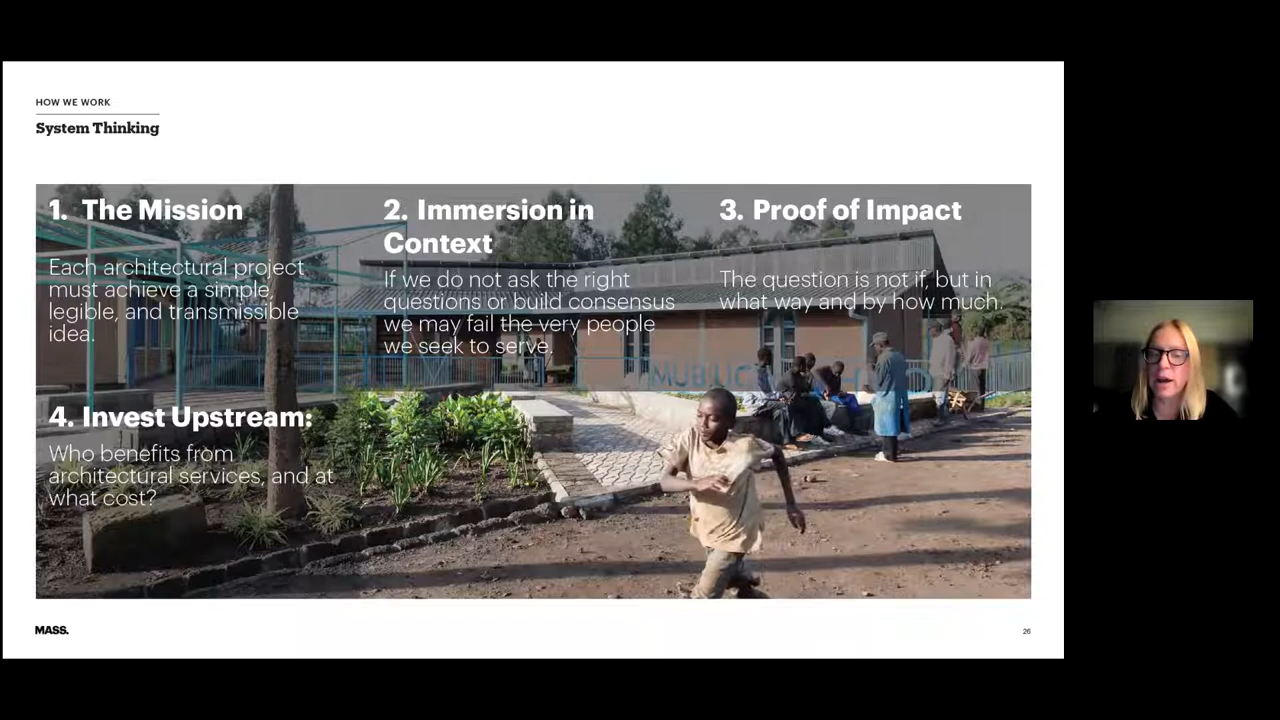 HOW WE WORK
System Thinking
1. The Mission
Each architectural project
must achieve a simple,
legible, and transmissible
idea.
2. Immersion in
Context
If we do not ask the right
questions or build consensus
we may fail the very people
we seek to serve.
3. Proof of Impact
The question is not if, but in
what way and by how much.
4. Invest Upstream:
Who benefits from
architectural services, and at
what cost?
MASS.
26